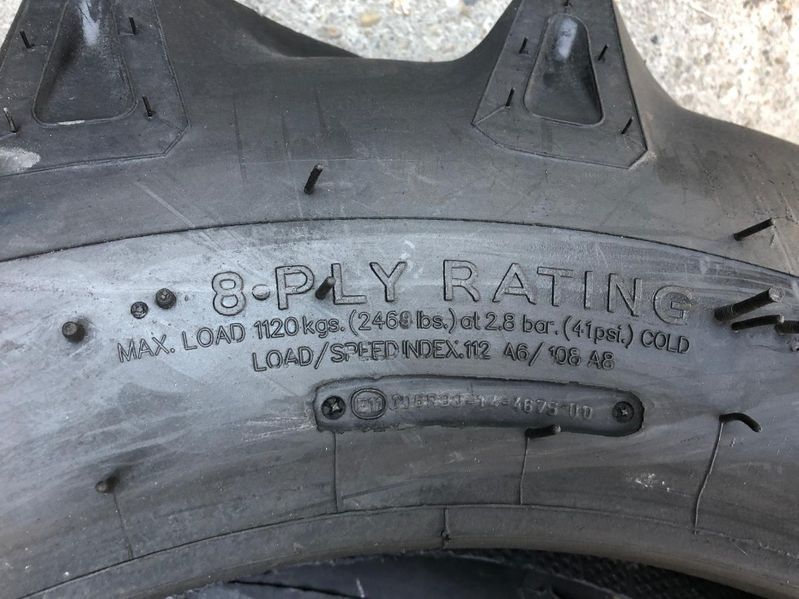 8•PLY RATING
MAX. LOAD 1120 kgs. (2469 lbs.) at 2.8 bar. (41psi.) COLD
LOAD/SPEED INDEX.112 A6/ 108 A8